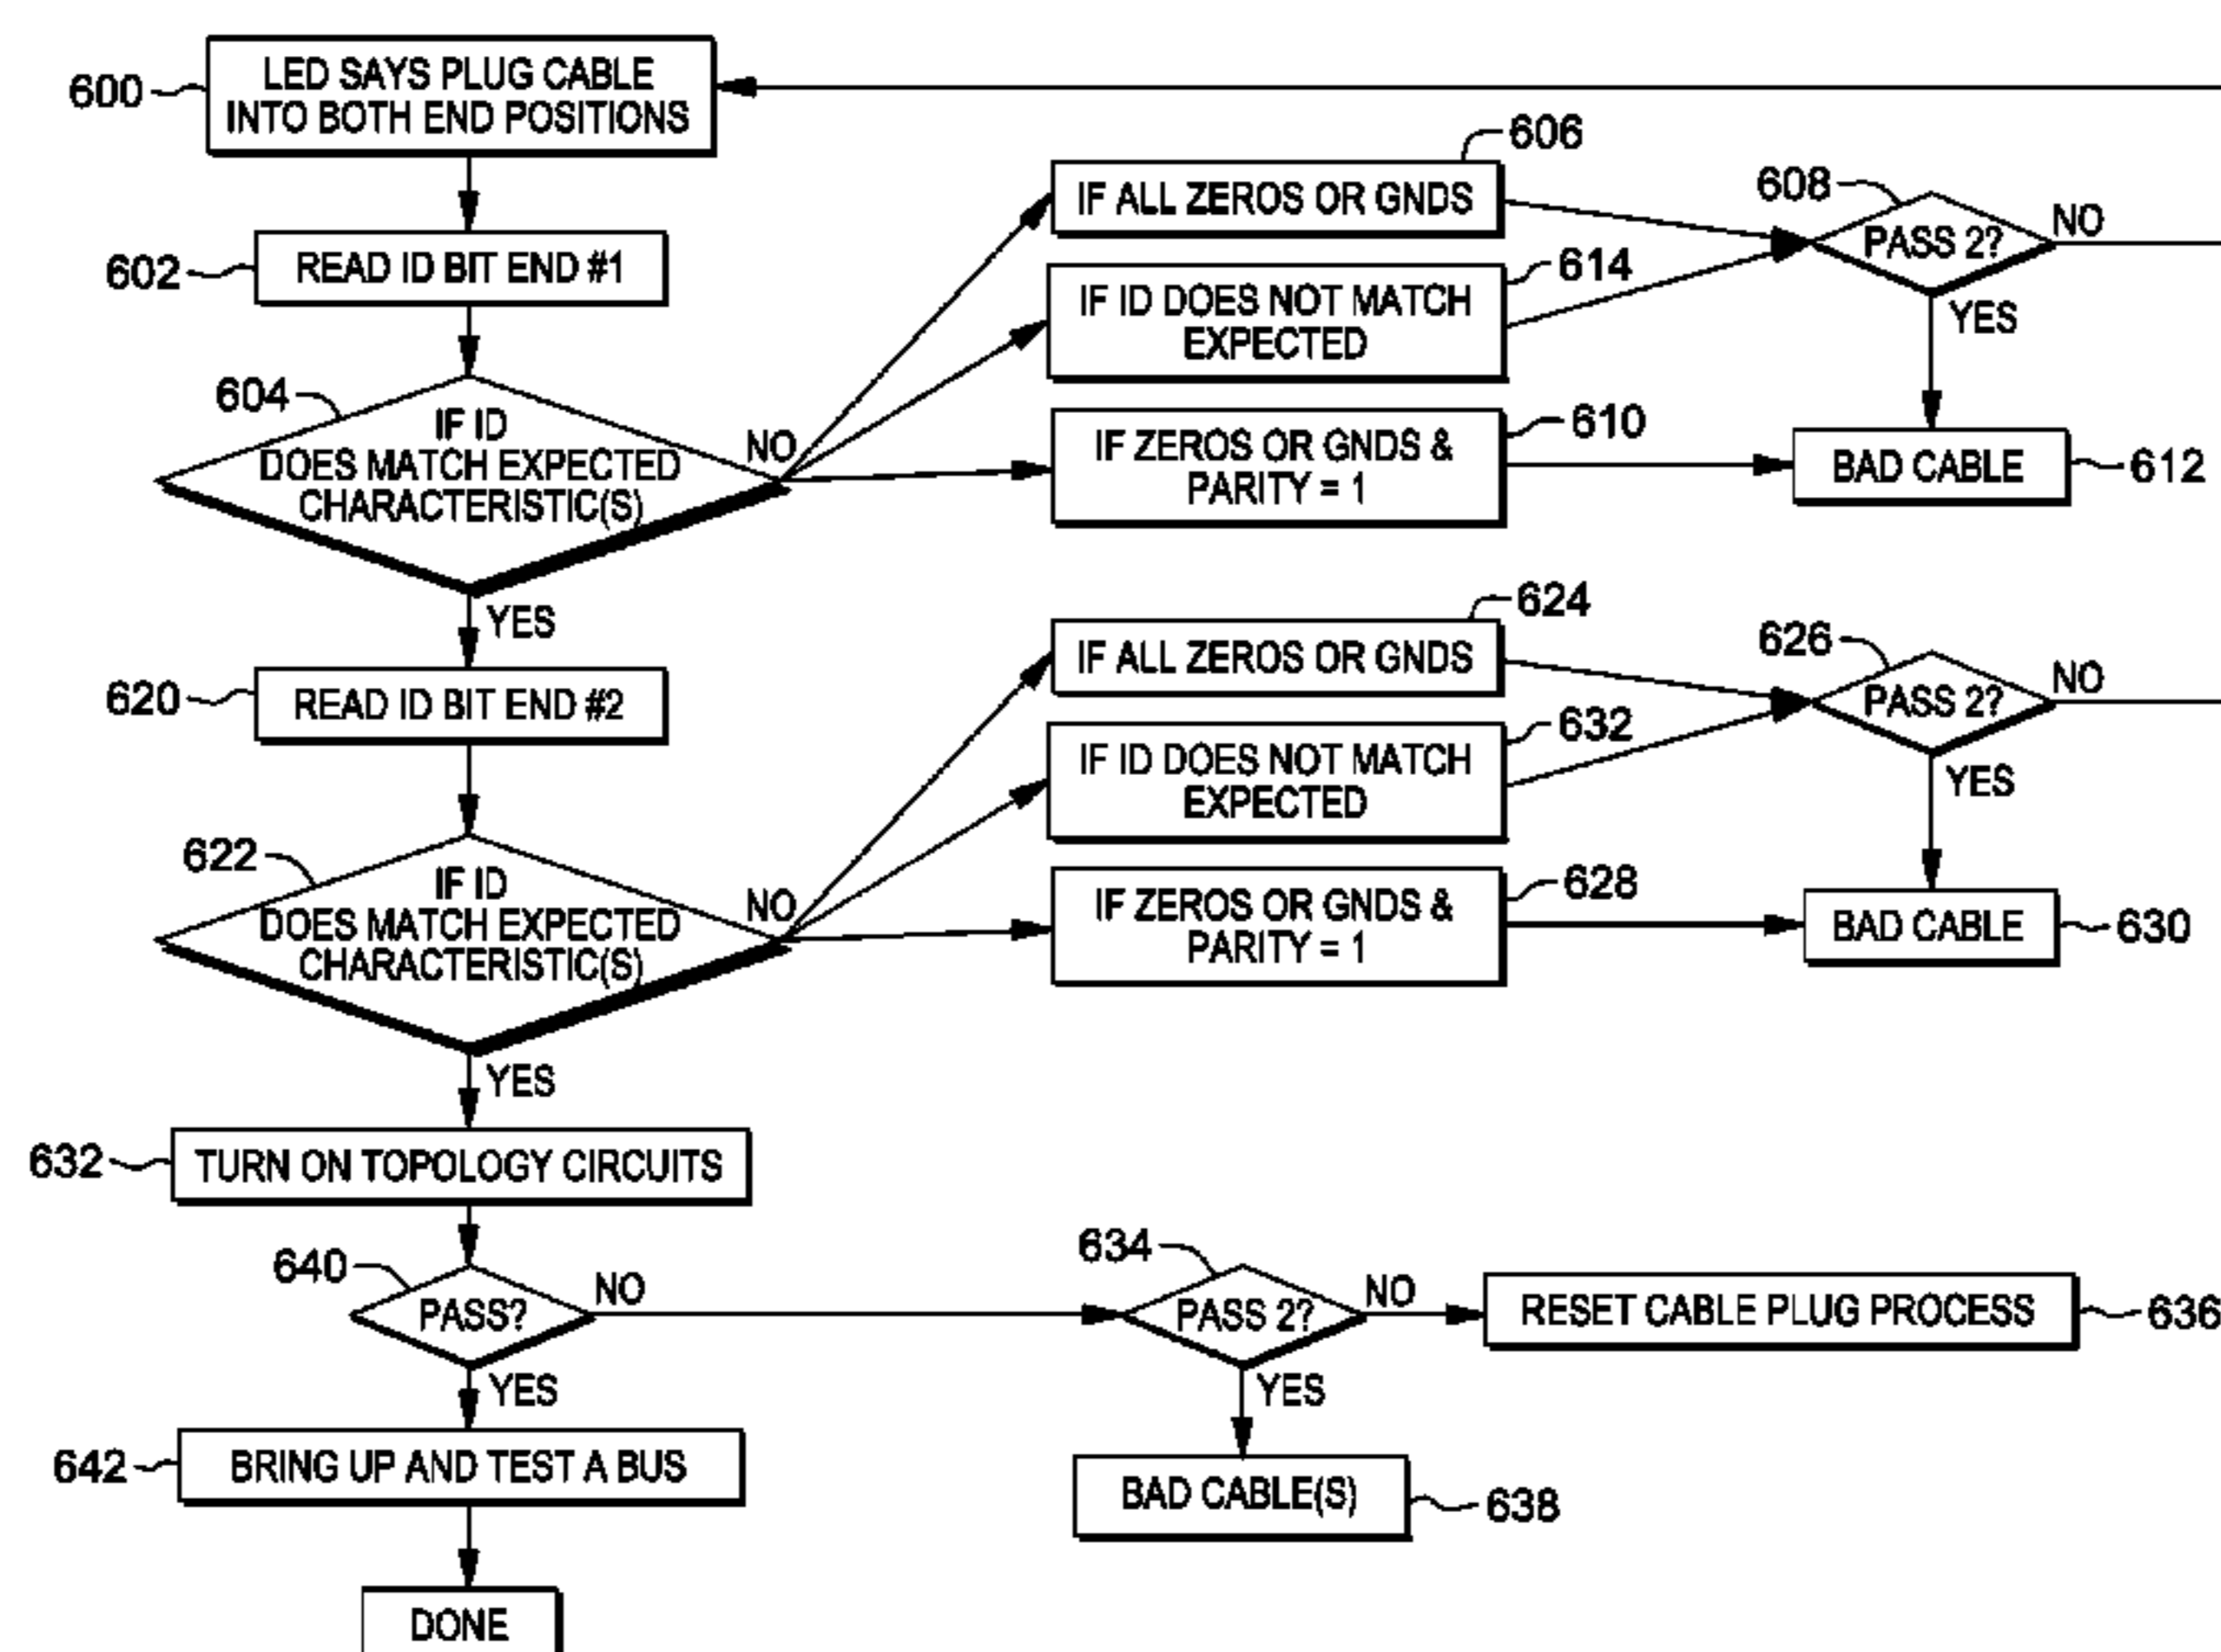 600
LED SAYS PLUG CABLE
INTO BOTH END POSITIONS
602
READ ID BIT END #1
604
IF ID
DOES MATCH EXPECTED
CHARACTERISTIC(S)
NO
YES
606
IF ALL ZEROS OR GNDS
614
IF ID DOES NOT MATCH
EXPECTED
610
IF ZEROS OR GNDS &
PARITY = 1
608
PASS 2?
NO
YES
BAD CABLE
612
620
READ ID BIT END #2
622
IF ID
DOES MATCH EXPECTED
CHARACTERISTIC(S)
NO
YES
624
IF ALL ZEROS OR GNDS
632
IF ID DOES NOT MATCH
EXPECTED
628
IF ZEROS OR GNDS &
PARITY = 1
626
PASS 2?
NO
YES
BAD CABLE
630
632
TURN ON TOPOLOGY CIRCUITS
640
PASS?
NO
YES
634
PASS 2?
NO
YES
RESET CABLE PLUG PROCESS
636
BAD CABLE(S)
638
642
BRING UP AND TEST A BUS
DONE